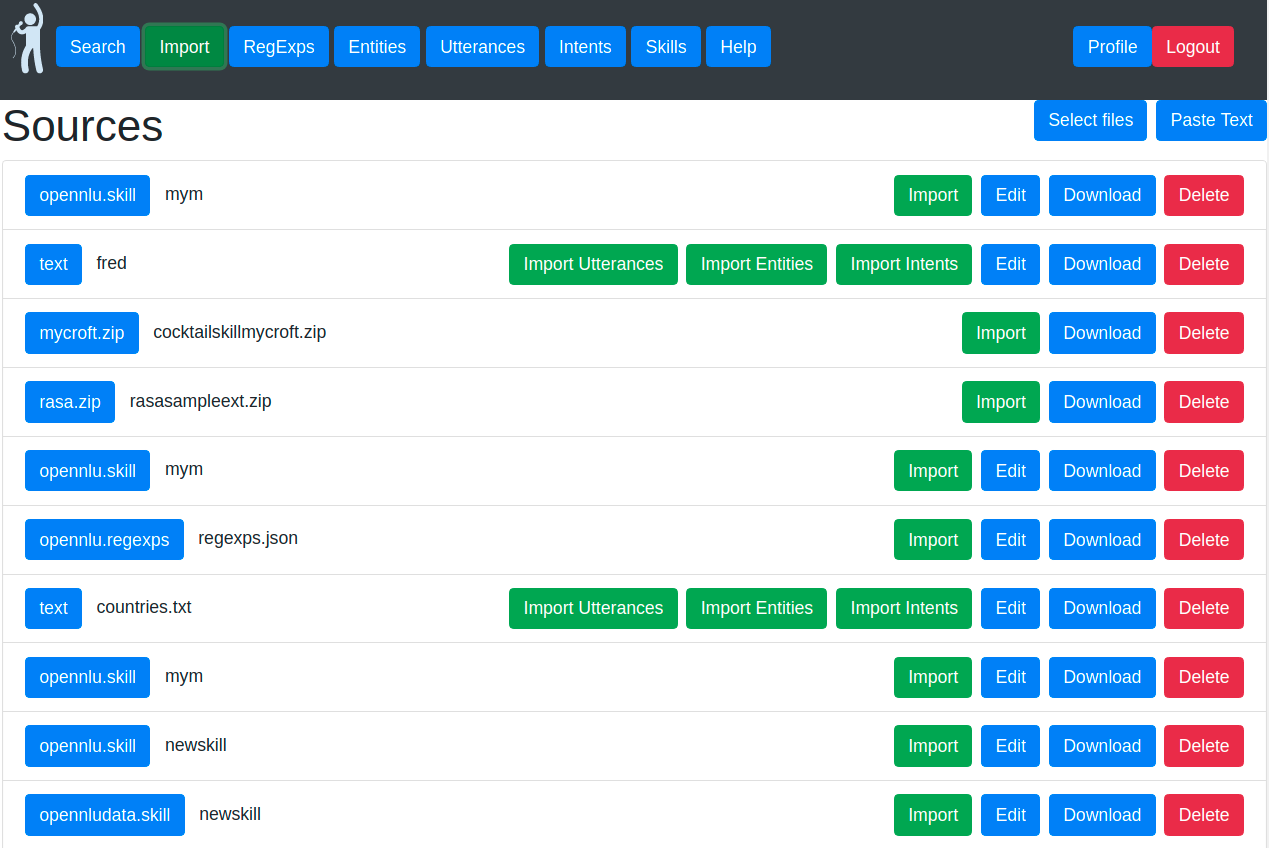 Search Import RegExps Entities Utterances Intents Skills Help Profile Logout
Sources Select files Paste Text
opennlu.skill mym Import Edit Download Delete
text fred Import Utterances Import Entities Import Intents Edit Download Delete
mycroft.zip cocktailskillmycroft.zip Import Download Delete
rasa.zip rasasampleext.zip Import Download Delete
opennlu.skill mym Import Edit Download Delete
opennlu.regexps regexps.json Import Edit Download Delete
text countries.txt Import Utterances Import Entities Import Intents Edit Download Delete
opennlu.skill mym Import Edit Download Delete
opennlu.skill newskill Import Edit Download Delete
opennludata.skill newskill Import Edit Download Delete